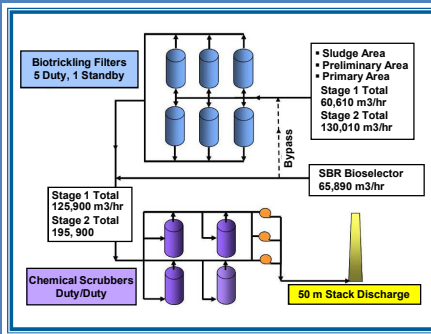 Biotrickling Filters
5 Duty, 1 Standby
▪ Sludge Area
▪ Preliminary Area
▪ Primary Area
Stage 1 Total
60,610 m3/hr
Stage 2 Total
130,010 m3/hr
Bypass
SBR Bioselector
65,890 m3/hr
Stage 1 Total
125,900 m3/hr
Stage 2 Total
195, 900
Chemical Scrubbers
Duty/Duty
50 m Stack Discharge